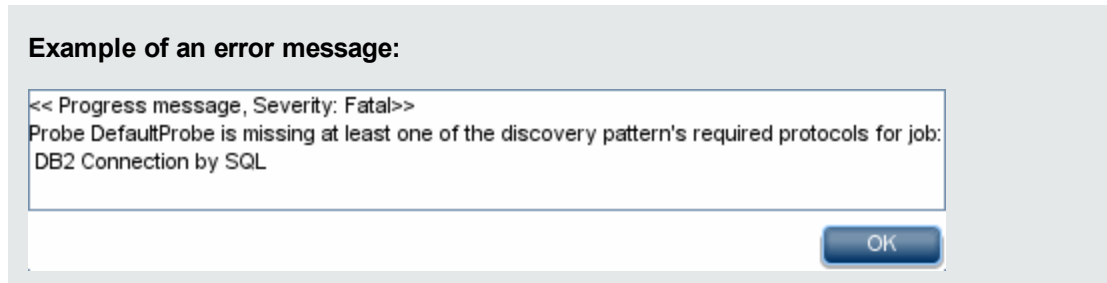 Example of an error message:
<< Progress message, Severity: Fatal>>
Probe DefaultProbe is missing at least one of the discovery pattern's required protocols for job:
DB2 Connection by SQL
OK